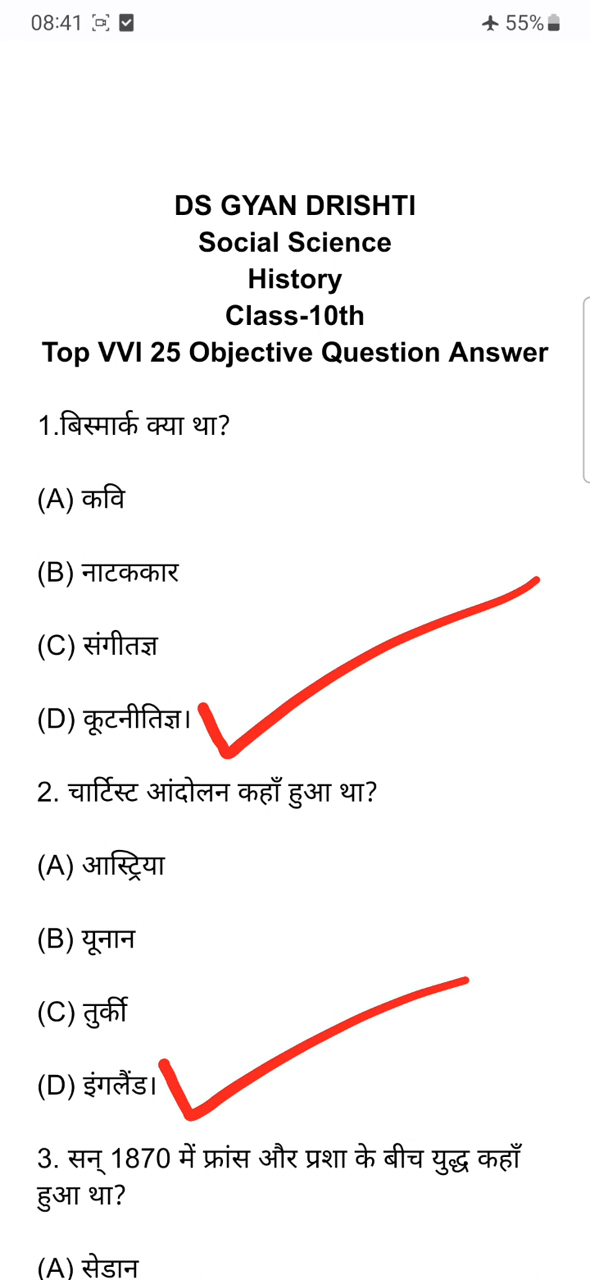 08:41
55%
DS GYAN DRISHTI
Social Science
History
Class-10th
Top VVI 25 Objective Question Answer
1.बिस्मार्क क्या था?
(A) कवि
(B) नाटककार
(C) संगीतज्ञ
(D) कूटनीतिज्ञ।
2. चार्टिस्ट आंदोलन कहाँ हुआ था?
(A) आस्ट्रिया
(B) यूनान
(C) तुर्की
(D) इंगलैंड।
3. सन् 1870 में फ्रांस और प्रशा के बीच युद्ध कहाँ
हुआ था?
(A) सेडान